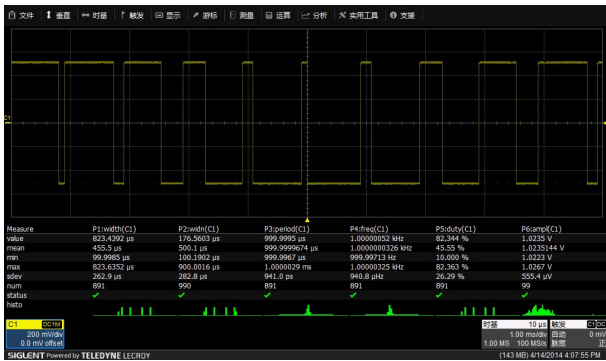 文件 垂直 时基 触发 显示 游标 测量 运算 分析 实用工具 支援
C1
Measure P1:width(C1) P2:widn(C1) P3:period(C1) P4:freq(C1) P5:duty(C1) P6:ampl(C1)
value 823.4392 µs 176.5603 µs 999.9995 µs 1.00000052 kHz 82.344 % 1.0235 V
mean 455.5 µs 500.1 µs 999.9999674 µs 1.0000000326 kHz 45.55 % 1.0235144 V
min 99.9985 µs 100.1902 µs 999.9967 µs 999.99713 Hz 10.000 % 1.0223 V
max 823.6352 µs 900.0016 µs 1.0000029 ms 1.00000325 kHz 82.363 % 1.0267 V
sdev 262.9 µs 282.8 µs 941.0 ps 940.8 µHz 26.29 % 555.4 µV
num 891 990 891 891 891 99
status
histo
C1 DC1M
200 mV/div
0.0 mV offset
时基 10 µs
1.00 ms/div
1.00 MS 100 MS/s
触发 C1 DC
自动 0 mV
脉宽 正
SIGLENT Powered by TELEDYNE LECROY (143 MB) 4/14/2014 4:07:55 PM